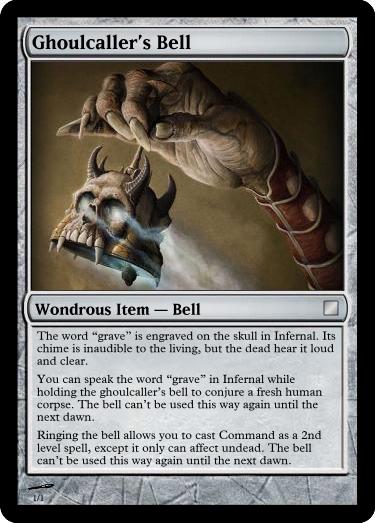 Ghoulcaller's Bell
Wondrous Item — Bell
The word “grave” is engraved on the skull in Infernal. Its
chime is inaudible to the living, but the dead hear it loud
and clear.
You can speak the word “grave” in Infernal while
holding the ghoulcaller's bell to conjure a fresh human
corpse. The bell can't be used this way again until the
next dawn.
Ringing the bell allows you to cast Command as a 2nd
level spell, except it only can affect undead. The bell
can't be used this way again until the next dawn.
1/1